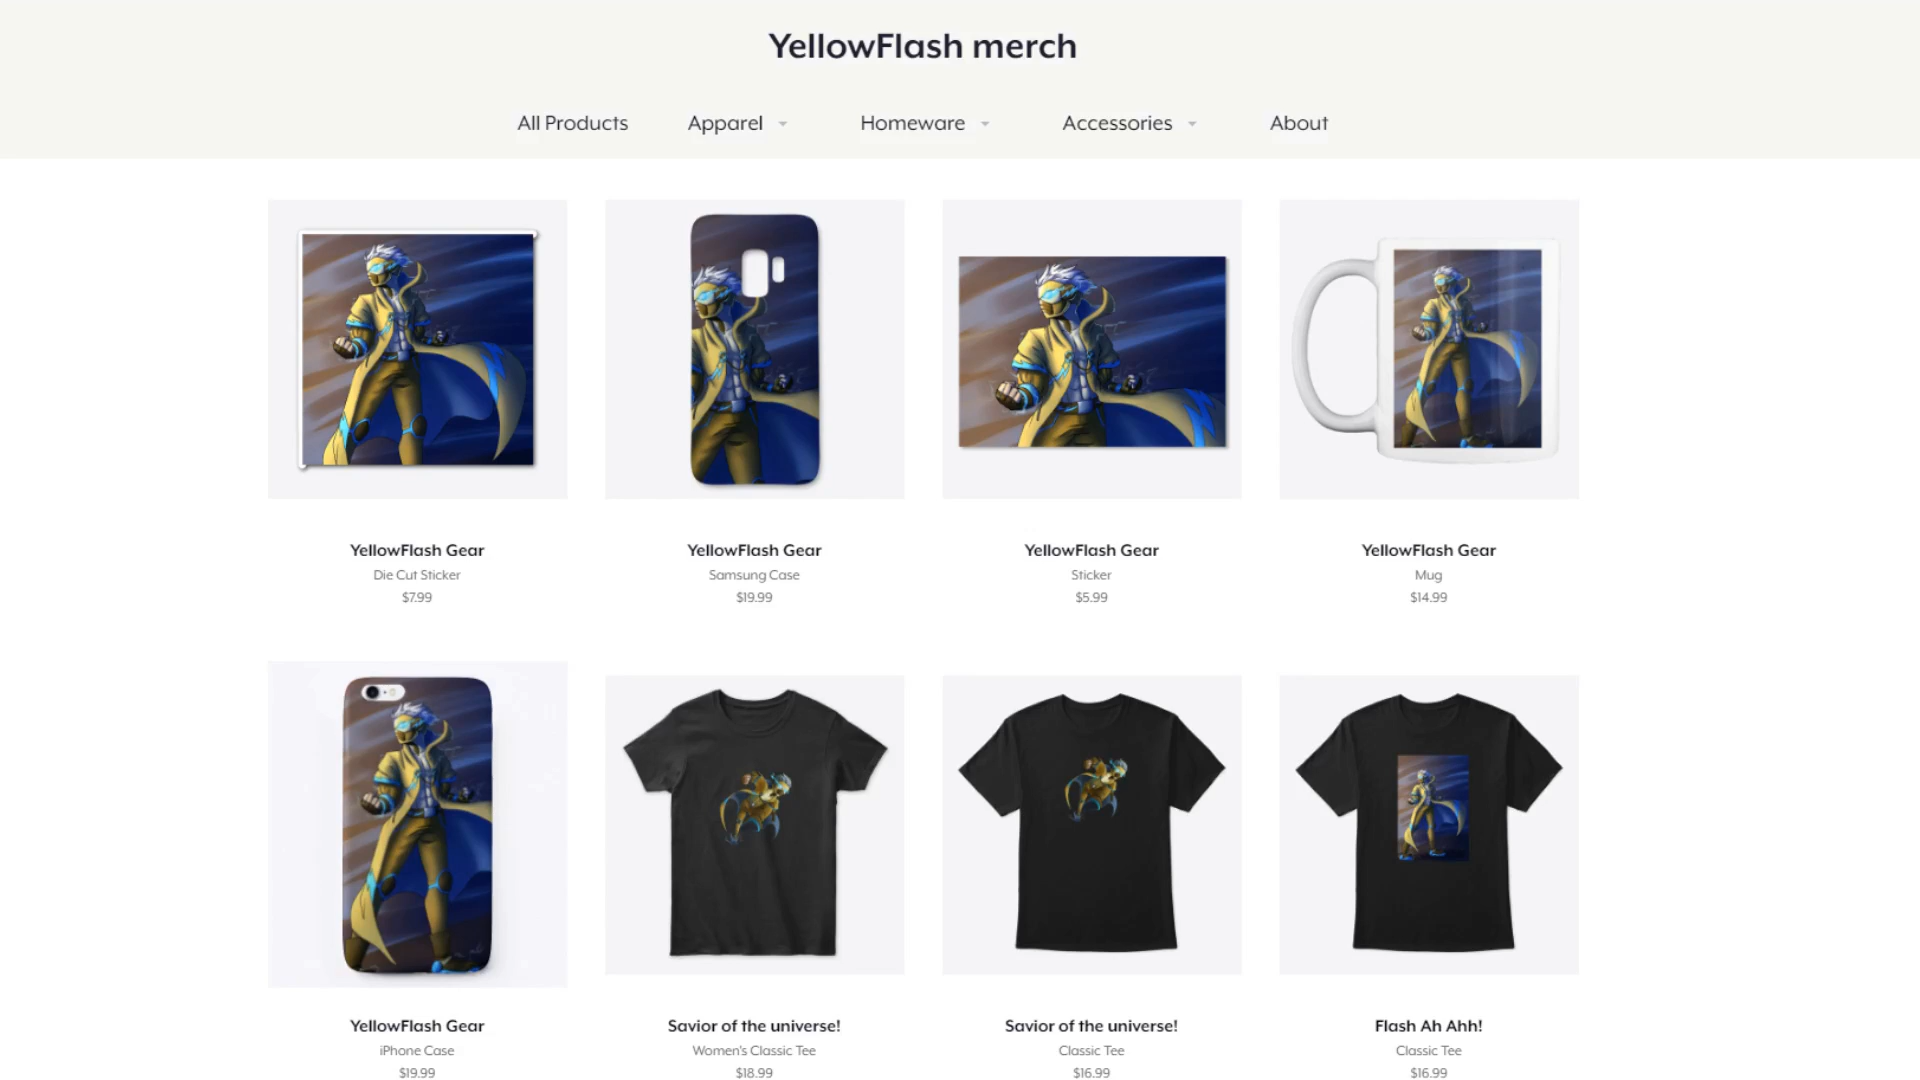 YellowFlash merch
All Products Apparel Homeware Accessories About
YellowFlash Gear
Die Cut Sticker
$7.99
YellowFlash Gear
Samsung Case
$19.99
YellowFlash Gear
Sticker
$5.99
YellowFlash Gear
Mug
$14.99
YellowFlash Gear
iPhone Case
$19.99
Savior of the universe!
Women's Classic Tee
$18.99
Savior of the universe!
Classic Tee
$16.99
Flash Ah Ahh!
Classic Tee
$16.99